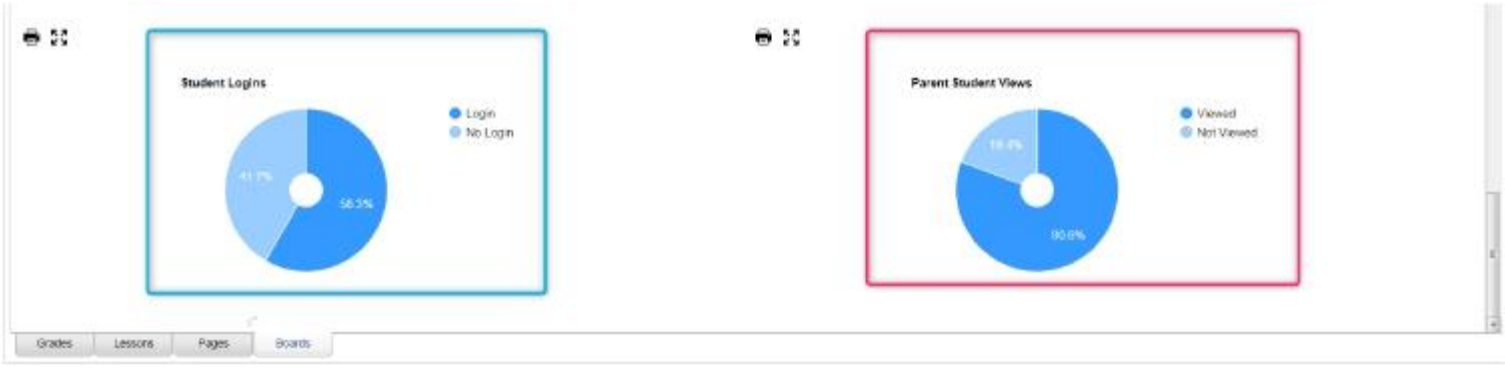 Student Logins
Login
No Login
41.7%
58.3%
Parent Student Views
Viewed
Not Viewed
19.4%
80.6%
Grades
Lessons
Pages
Boards